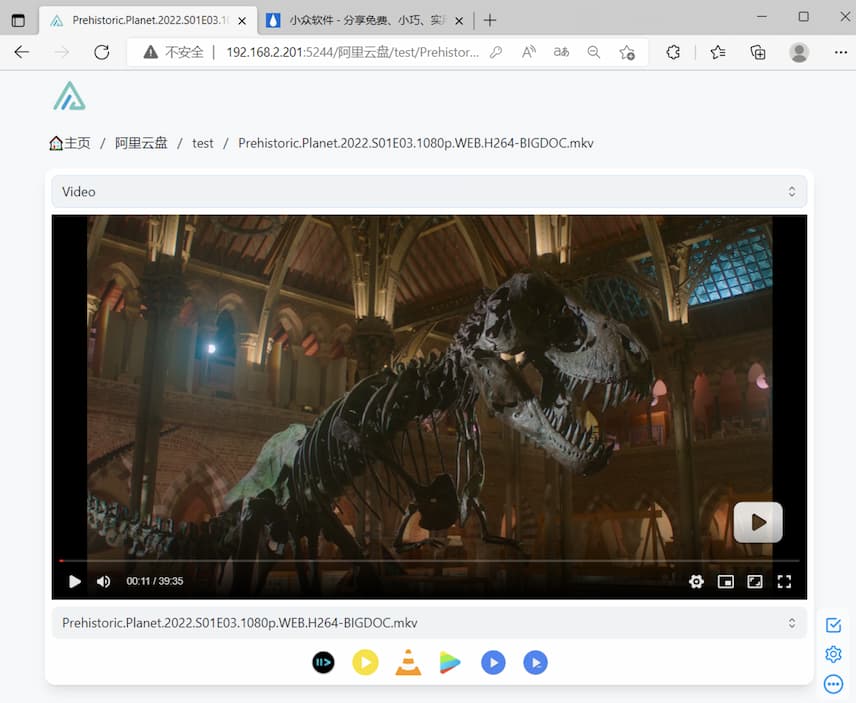 Prehistoric.Planet.2022.S01E03.1
小众软件 - 分享免费、小巧、实
不安全 | 192.168.2.201:5244/阿里云盘/test/Prehistor...
主页 / 阿里云盘 / test / Prehistoric.Planet.2022.S01E03.1080p.WEB.H264-BIGDOC.mkv
Video
00:11 / 39:35
Prehistoric.Planet.2022.S01E03.1080p.WEB.H264-BIGDOC.mkv